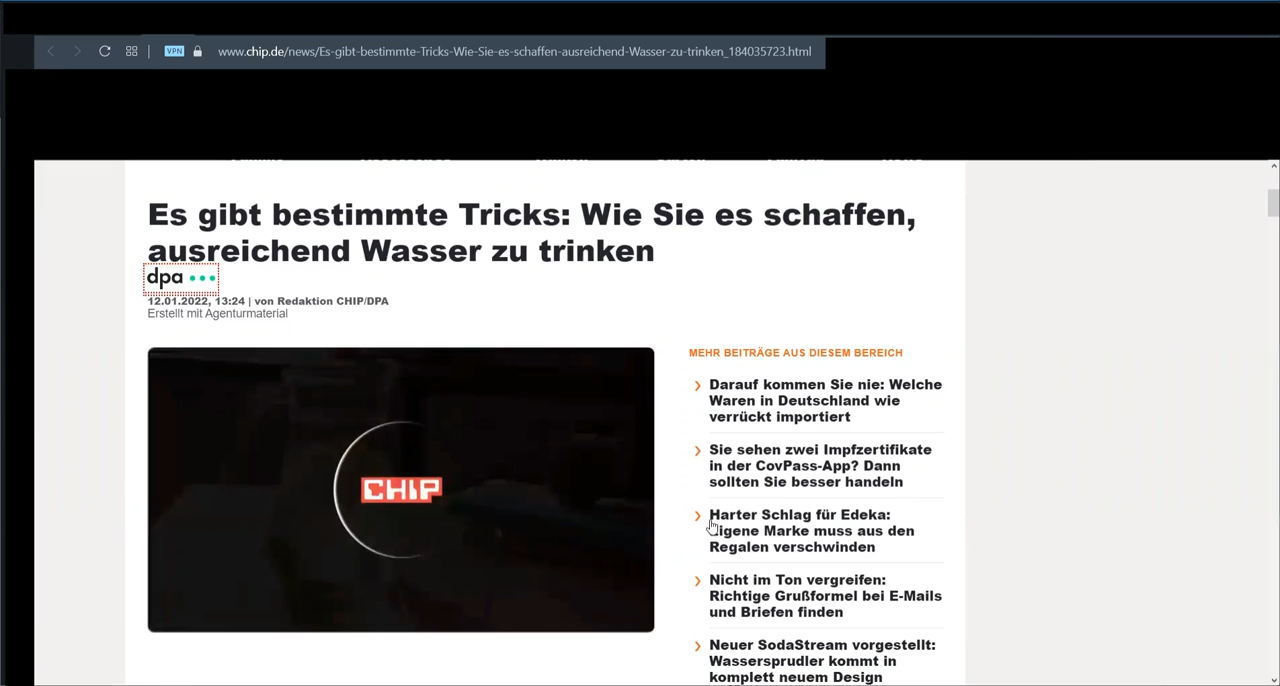 VPN
www.chip.de/news/Es-gibt-bestimmte-Tricks-Wie-Sie-es-schaffen-ausreichend-Wasser-zu-trinken_184035723.html
Es gibt bestimmte Tricks: Wie Sie es schaffen,
ausreichend Wasser zu trinken
dpa
12.01.2022, 13:24 | von Redaktion CHIP/DPA
Erstellt mit Agenturmaterial
CHIP
MEHR BEITRÄGE AUS DIESEM BEREICH
Darauf kommen Sie nie: Welche
Waren in Deutschland wie
verrückt importiert
Sie sehen zwei Impfzertifikate
in der CovPass-App? Dann
sollten Sie besser handeln
Harter Schlag für Edeka:
Eigene Marke muss aus den
Regalen verschwinden
Nicht im Ton vergreifen:
Richtige Grußformel bei E-Mails
und Briefen finden
Neuer SodaStream vorgestellt:
Wassersprudler kommt in
komplett neuem Design